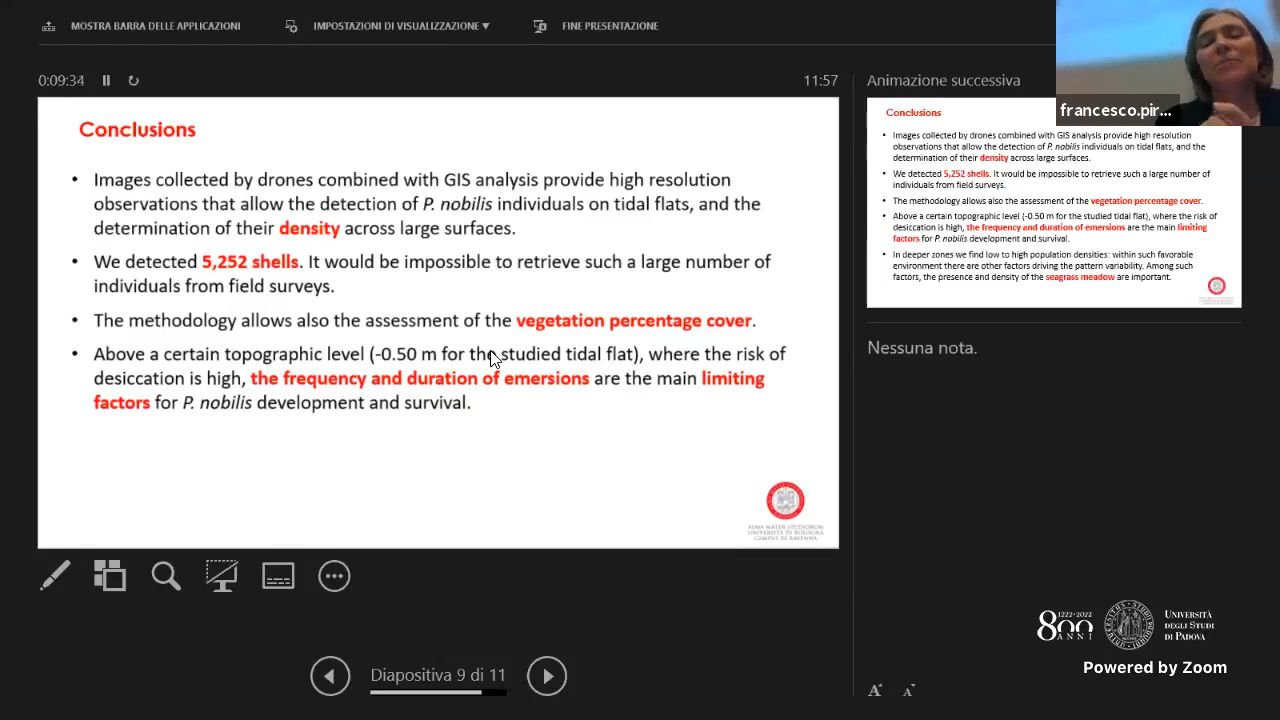 MOSTRA BARRA DELLE APPLICAZIONI
IMPOSTAZIONI DI VISUALIZZAZIONE ▼
FINE PRESENTAZIONE
francesco.pir...
0:09:34
11:57
Conclusions
• Images collected by drones combined with GIS analysis provide high resolution
observations that allow the detection of P. nobilis individuals on tidal flats, and the
determination of their density across large surfaces.
• We detected 5,252 shells. It would be impossible to retrieve such a large number of
individuals from field surveys.
• The methodology allows also the assessment of the vegetation percentage cover.
• Above a certain topographic level (-0.50 m for the studied tidal flat), where the risk of
desiccation is high, the frequency and duration of emersions are the main limiting
factors for P. nobilis development and survival.
ALMA MATER STUDIORUM
UNIVERSITÀ DI BOLOGNA
CAMPUS DI RAVENNA
Diapositiva 9 di 11
Animazione successiva
Conclusions
• Images collected by drones combined with GIS analysis provide high resolution
observations that allow the detection of P. nobilis individuals on tidal flats, and the
determination of their density across large surfaces.
• We detected 5,252 shells. It would be impossible to retrieve such a large number of
individuals from field surveys.
• The methodology allows also the assessment of the vegetation percentage cover.
• Above a certain topographic level (-0.50 m for the studied tidal flat), where the risk of
desiccation is high, the frequency and duration of emersions are the main limiting
factors for P. nobilis development and survival.
• In deeper zones we find low to high population densities: within such favorable
environment there are other factors driving the pattern variability. Among such
factors, the presence and density of the seagrass meadow are important.
Nessuna nota.
1222·2022
800
ANNI
UNIVERSITÀ
DEGLI STUDI
DI PADOVA
Powered by Zoom
A A